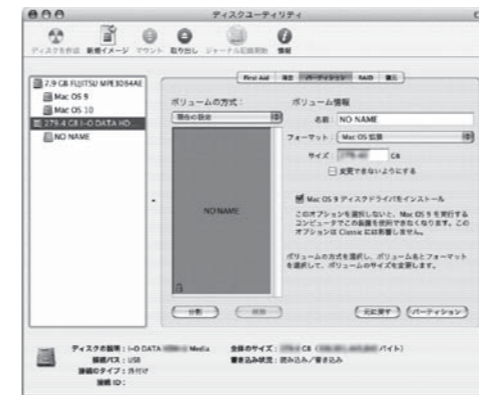 ディスクユーティリティ
ディスクを作成 新規イメージ マウント 取り出し ジャーナル記録開始 情報
7.9 GB FUJITSU MPE3084AE
Mac OS 9
Mac OS 10
279.4 GB I-O DATA HD
NO NAME
First Aid 消去 パーティション RAID 復元
ボリュームの方式：
現在の設定
NO NAME
分割 削除
ボリューム情報
名前： NO NAME
フォーマット： Mac OS 拡張
サイズ： GB
変更できないようにする
Mac OS 9 ディスクドライバをインストール
このオプションを選択しないと、Mac OS 9 を実行する
コンピュータでこの装置を使用できなくなります。この
オプションは Classic には影響しません。
ボリュームの方式を選択し、ボリューム名とフォーマット
を選択して、ボリュームのサイズを変更します。
元に戻す パーティション
ディスクの説明：I-O DATA Media
接続バス：USB
接続のタイプ：外付け
接続 ID：
全体のサイズ： GB ( バイト)
書き込み状況：読み込み／書き込み